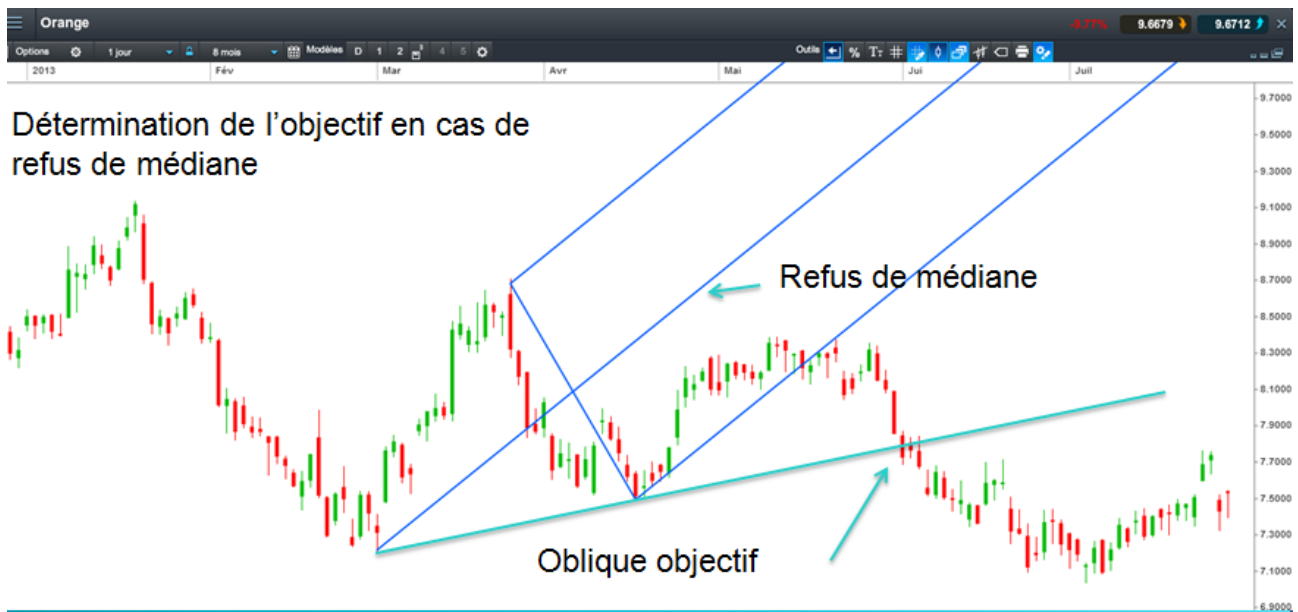 Orange
-5.77%
9.6679
9.6712
Options
1 jour
8 mois
Modèles D 1 2 3 4 5
Outils
%
2013 Fév Mar Avr Mai Jui Juil
Détermination de l'objectif en cas de
refus de médiane
Refus de médiane
Oblique objectif
9.7000
9.5000
9.3000
9.1000
8.9000
8.7000
8.5000
8.3000
8.1000
7.9000
7.7000
7.5000
7.3000
7.1000
6.9000